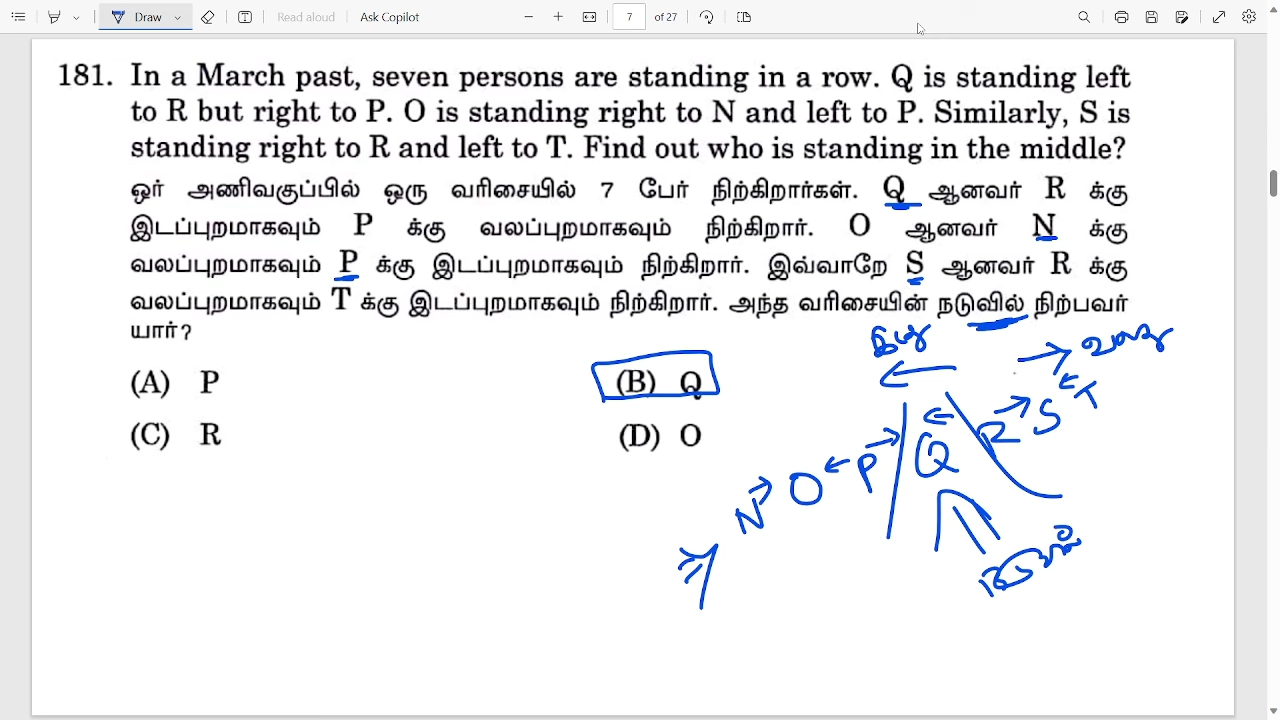 Draw
Read aloud
Ask Copilot
7
of 27
181. In a March past, seven persons are standing in a row. Q is standing left
to R but right to P. O is standing right to N and left to P. Similarly, S is
standing right to R and left to T. Find out who is standing in the middle?
ஓர் அணிவகுப்பில் ஒரு வரிசையில் 7 பேர் நிற்கிறார்கள். Q ஆனவர் R க்கு
இடப்புறமாகவும் P க்கு வலப்புறமாகவும் நிற்கிறார். O ஆனவர் N க்கு
வலப்புறமாகவும் P க்கு இடப்புறமாகவும் நிற்கிறார். இவ்வாறே S ஆனவர் R க்கு
வலப்புறமாகவும் T க்கு இடப்புறமாகவும் நிற்கிறார். அந்த வரிசையின் நடுவில் நிற்பவர்
யார்?
(A) P
(B) Q
(C) R
(D) O
N O P Q R S T